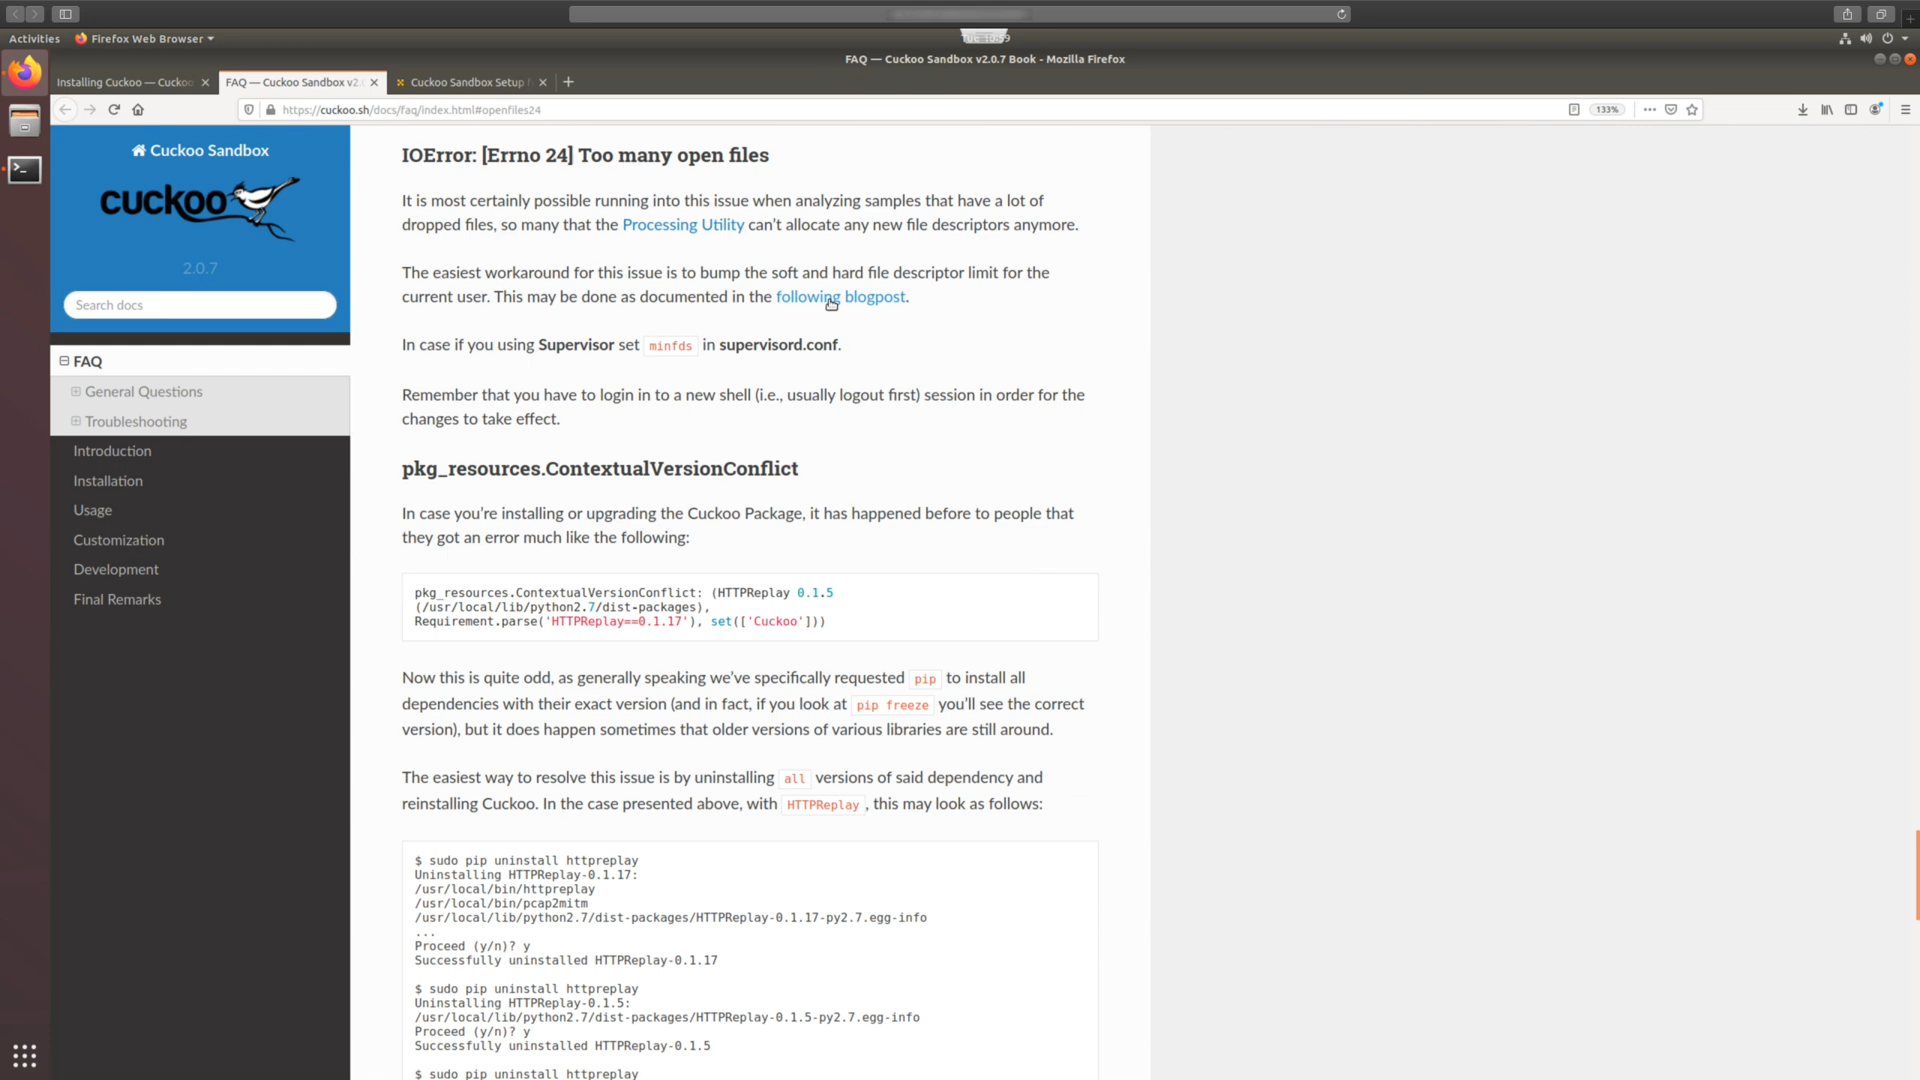 Activities
Firefox Web Browser
FAQ — Cuckoo Sandbox v2.0.7 Book - Mozilla Firefox
Installing Cuckoo — Cuckoo
FAQ — Cuckoo Sandbox v2.
Cuckoo Sandbox Setup
https://cuckoo.sh/docs/faq/index.html#openfiles24
133%
Cuckoo Sandbox
cuckoo
2.0.7
Search docs
FAQ
General Questions
Troubleshooting
Introduction
Installation
Usage
Customization
Development
Final Remarks
IOError: [Errno 24] Too many open files
It is most certainly possible running into this issue when analyzing samples that have a lot of
dropped files, so many that the Processing Utility can't allocate any new file descriptors anymore.
The easiest workaround for this issue is to bump the soft and hard file descriptor limit for the
current user. This may be done as documented in the following blogpost.
In case if you using Supervisor set minfds in supervisord.conf.
Remember that you have to login in to a new shell (i.e., usually logout first) session in order for the
changes to take effect.
pkg_resources.ContextualVersionConflict
In case you're installing or upgrading the Cuckoo Package, it has happened before to people that
they got an error much like the following:
pkg_resources.ContextualVersionConflict: (HTTPReplay 0.1.5
(/usr/local/lib/python2.7/dist-packages),
Requirement.parse('HTTPReplay==0.1.17'), set(['Cuckoo']))
Now this is quite odd, as generally speaking we've specifically requested pip to install all
dependencies with their exact version (and in fact, if you look at pip freeze you'll see the correct
version), but it does happen sometimes that older versions of various libraries are still around.
The easiest way to resolve this issue is by uninstalling all versions of said dependency and
reinstalling Cuckoo. In the case presented above, with HTTPReplay, this may look as follows:
$ sudo pip uninstall httpreplay
Uninstalling HTTPReplay-0.1.17:
/usr/local/bin/httpreplay
/usr/local/bin/pcap2mitm
/usr/local/lib/python2.7/dist-packages/HTTPReplay-0.1.17-py2.7.egg-info
...
Proceed (y/n)? y
Successfully uninstalled HTTPReplay-0.1.17
$ sudo pip uninstall httpreplay
Uninstalling HTTPReplay-0.1.5:
/usr/local/lib/python2.7/dist-packages/HTTPReplay-0.1.5-py2.7.egg-info
Proceed (y/n)? y
Successfully uninstalled HTTPReplay-0.1.5
$ sudo pip uninstall httpreplay